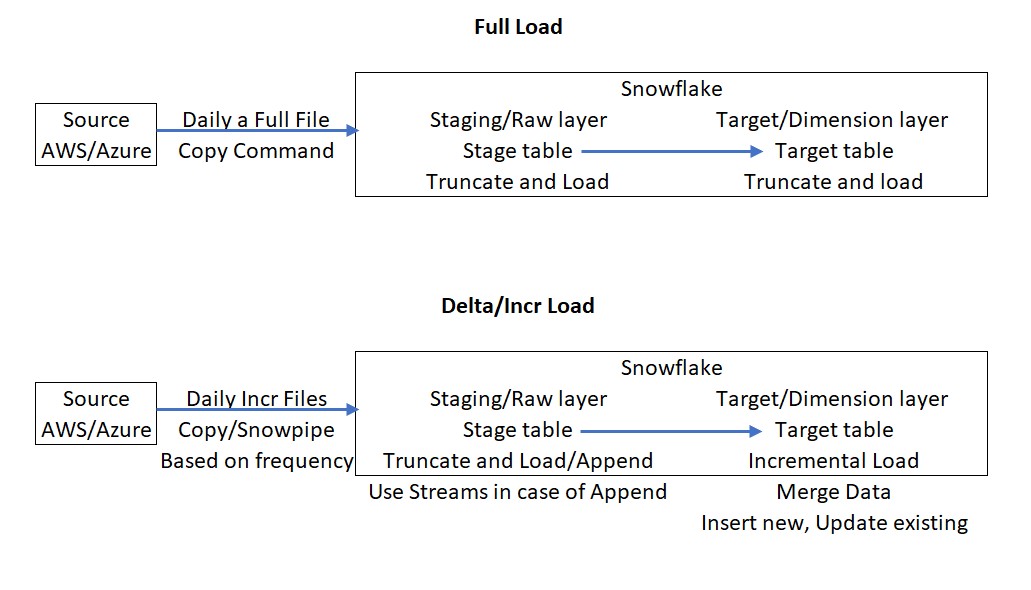 Full Load
Snowflake
Source
AWS/Azure
Daily a Full File
Copy Command
Staging/Raw layer
Stage table
Truncate and Load
Target/Dimension layer
Target table
Truncate and load
Delta/Incr Load
Snowflake
Source
AWS/Azure
Daily Incr Files
Copy/Snowpipe
Based on frequency
Staging/Raw layer
Stage table
Truncate and Load/Append
Use Streams in case of Append
Target/Dimension layer
Target table
Incremental Load
Merge Data
Insert new, Update existing